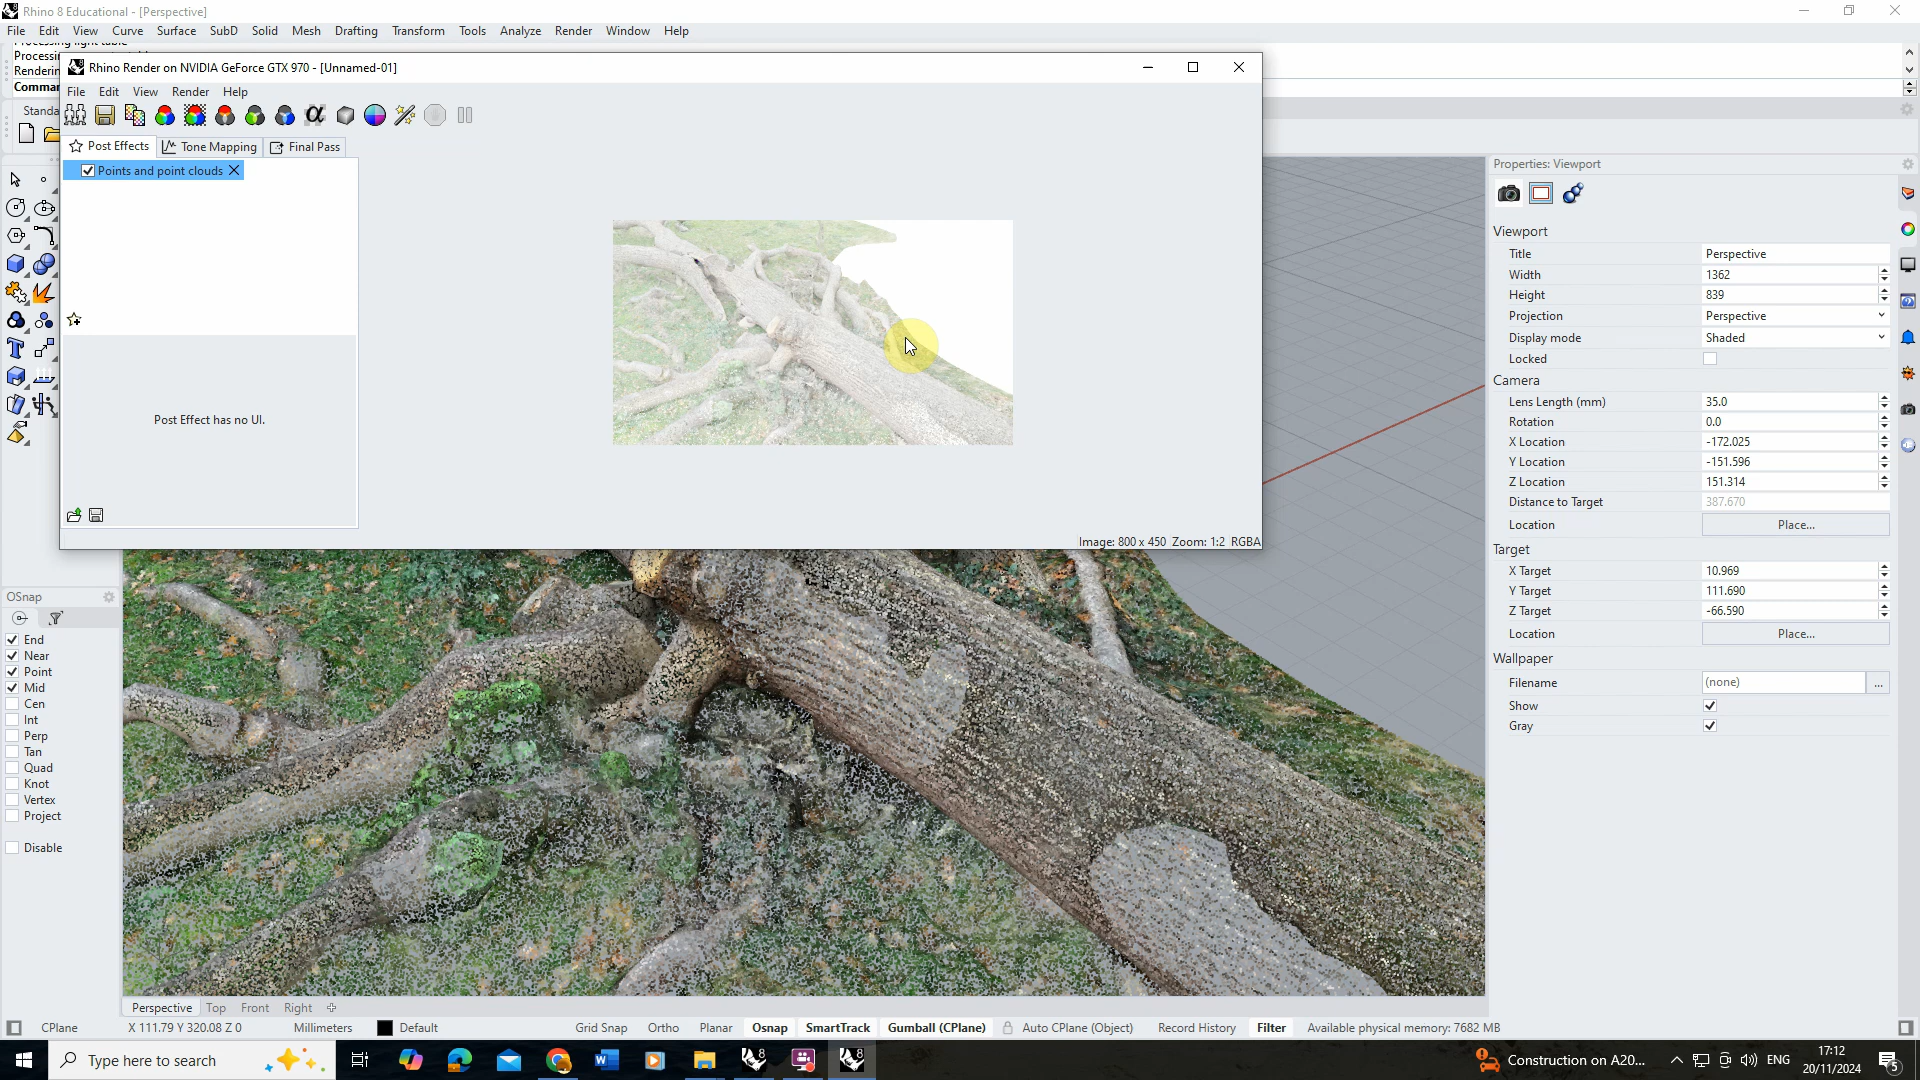 Rhino 8 Educational - [Perspective]
File Edit View Curve Surface SubD Solid Mesh Drafting Transform Tools Analyze Render Window Help
Processing light table
Processi
Renderin
Comman
Standa
Rhino Render on NVIDIA GeForce GTX 970 - [Unnamed-01]
File Edit View Render Help
α
Post Effects Tone Mapping Final Pass
Points and point clouds
Post Effect has no UI.
Image: 800 x 450 Zoom: 1:2 RGBA
Properties: Viewport
Viewport
Title Perspective
Width 1362
Height 839
Projection Perspective
Display mode Shaded
Locked
Camera
Lens Length (mm) 35.0
Rotation 0.0
X Location -172.025
Y Location -151.596
Z Location 151.314
Distance to Target 387.670
Location Place...
Target
X Target 10.969
Y Target 111.690
Z Target -66.590
Location Place...
Wallpaper
Filename (none) ...
Show
Gray
OSnap
End
Near
Point
Mid
Cen
Int
Perp
Tan
Quad
Knot
Vertex
Project
Disable
Perspective Top Front Right
CPlane X 111.79 Y 320.08 Z 0 Millimeters Default Grid Snap Ortho Planar Osnap SmartTrack Gumball (CPlane) Auto CPlane (Object) Record History Filter Available physical memory: 7682 MB
Type here to search Construction on A20... ENG 17:12
20/11/2024 5